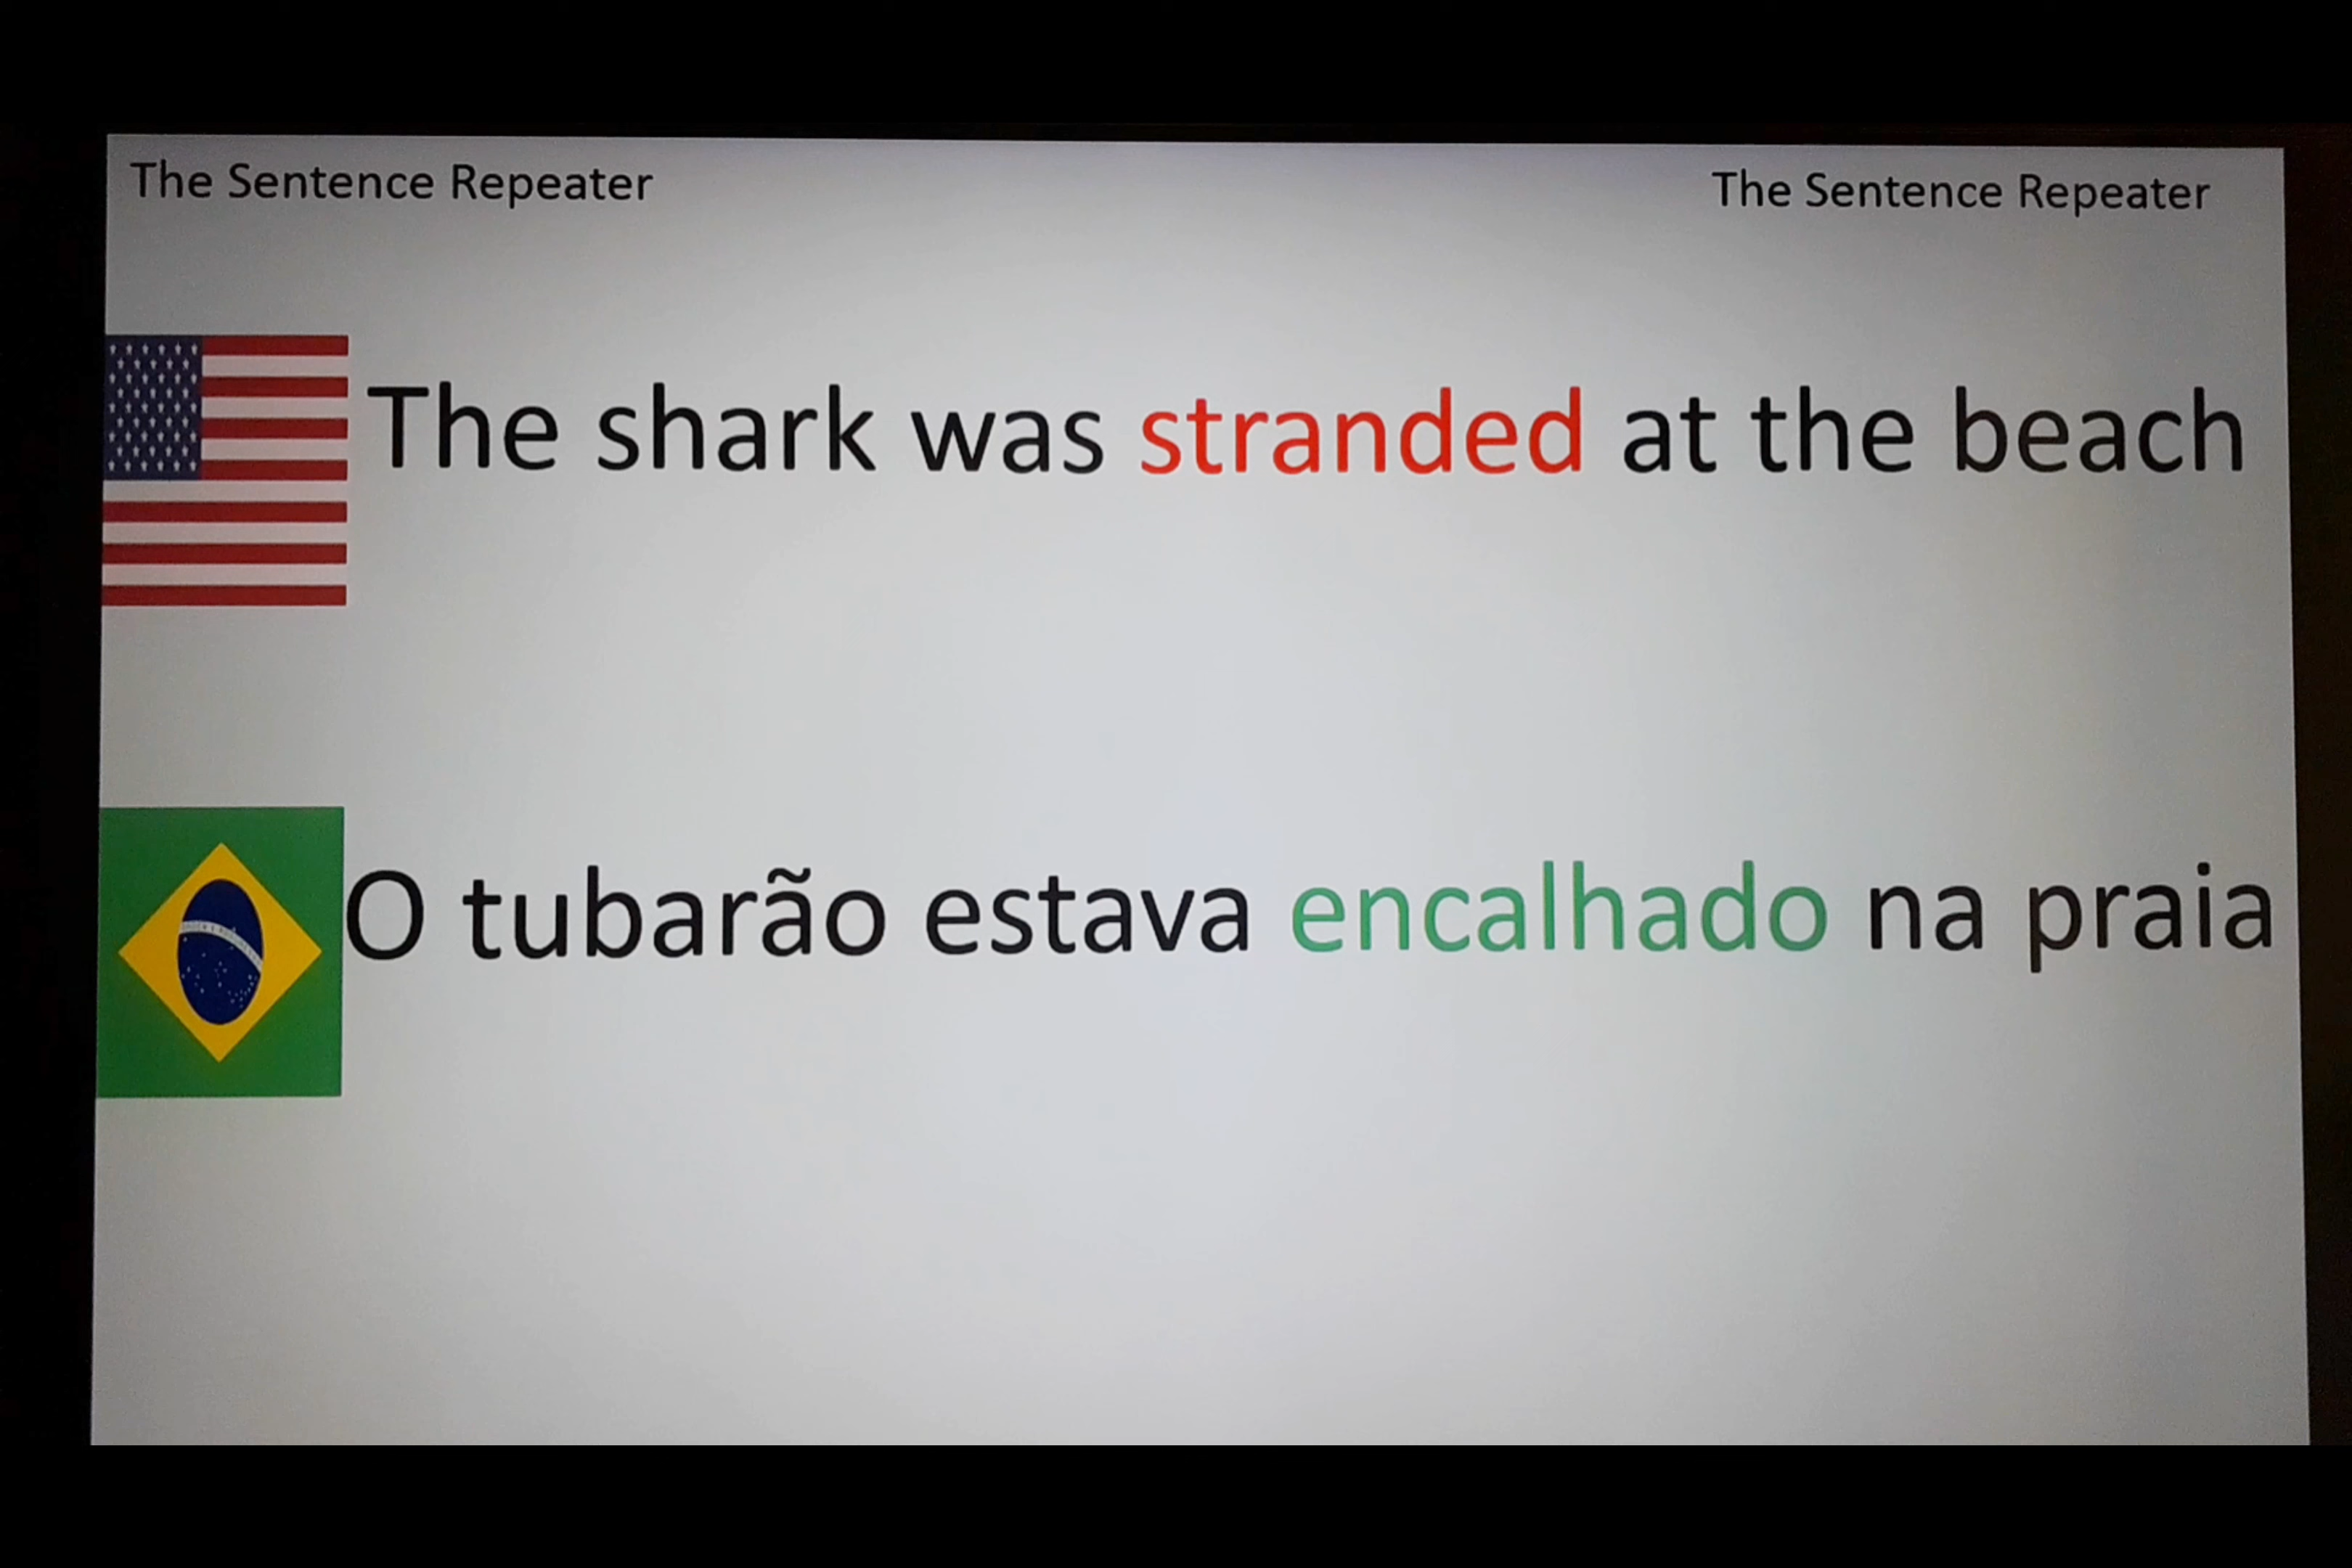 The Sentence Repeater The Sentence Repeater
The shark was stranded at the beach
O tubarão estava encalhado na praia